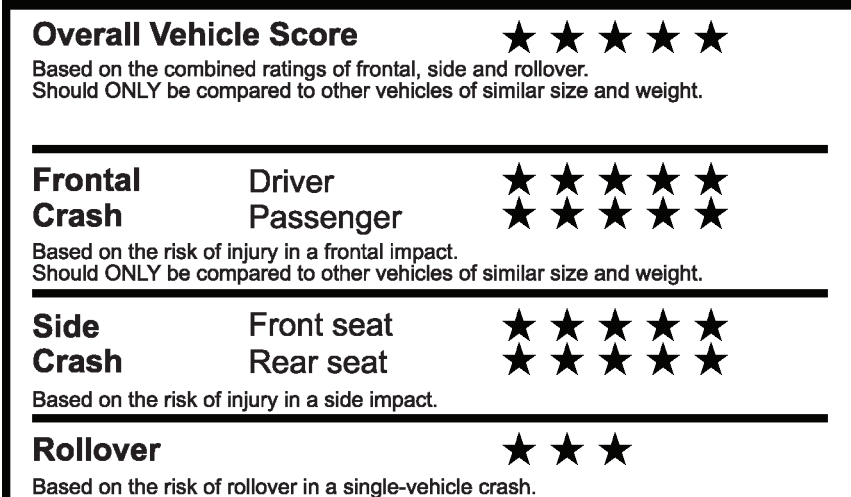 Overall Vehicle Score ★ ★ ★ ★ ★
Based on the combined ratings of frontal, side and rollover.
Should ONLY be compared to other vehicles of similar size and weight.
Frontal Driver ★ ★ ★ ★ ★
Crash Passenger ★ ★ ★ ★ ★
Based on the risk of injury in a frontal impact.
Should ONLY be compared to other vehicles of similar size and weight.
Side Front seat ★ ★ ★ ★ ★
Crash Rear seat ★ ★ ★ ★ ★
Based on the risk of injury in a side impact.
Rollover ★ ★ ★
Based on the risk of rollover in a single-vehicle crash.